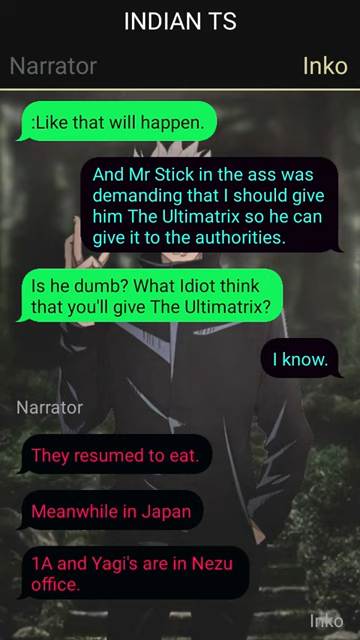 INDIAN TS
Narrator
Inko
:Like that will happen.
And Mr Stick in the ass was
demanding that I should give
him The Ultimatrix so he can
give it to the authorities.
Is he dumb? What Idiot think
that you'll give The Ultimatrix?
I know.
Narrator
They resumed to eat.
Meanwhile in Japan
1A and Yagi's are in Nezu
office.
Inko